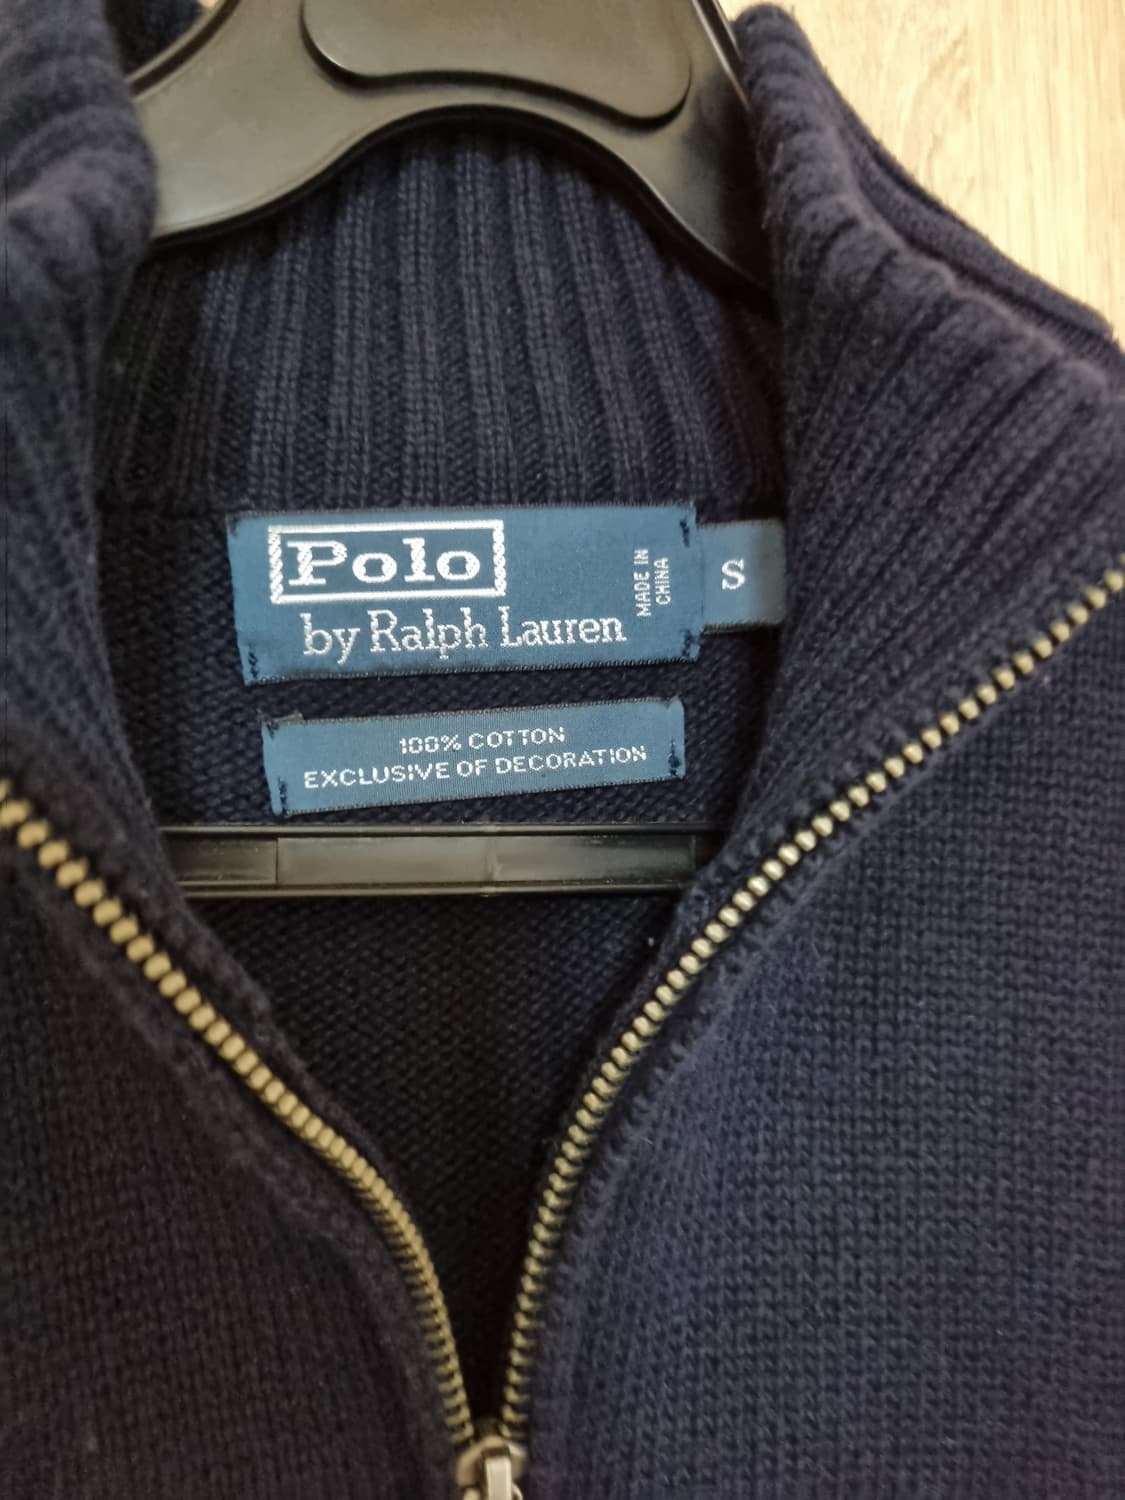 Polo
by Ralph Lauren
MADE IN
CHINA
S
100% COTTON
EXCLUSIVE OF DECORATION